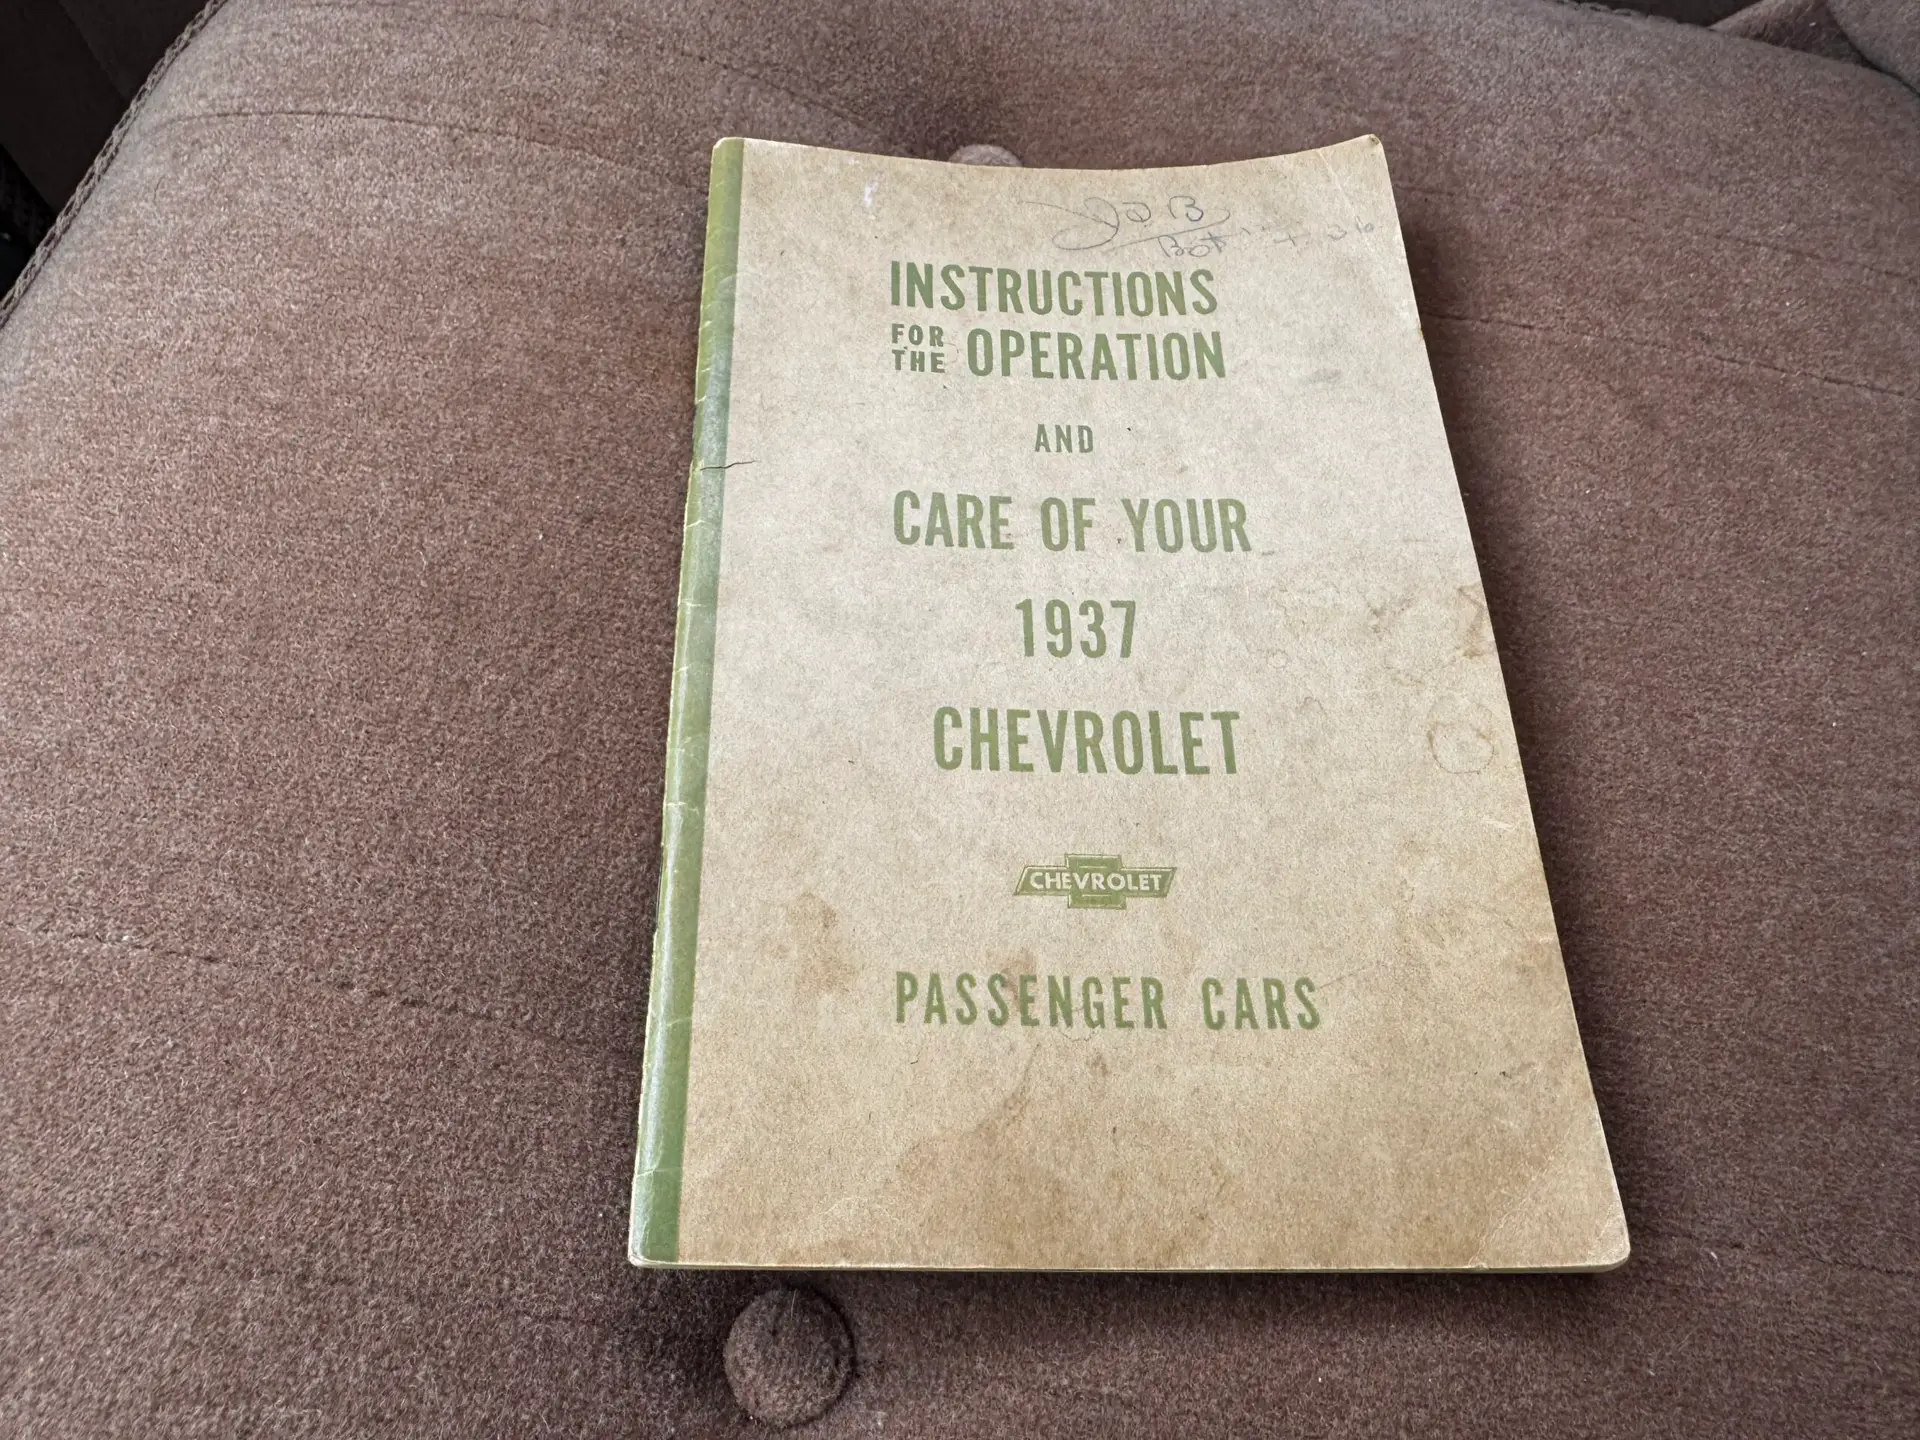 INSTRUCTIONS
FOR THE OPERATION
AND
CARE OF YOUR
1937
CHEVROLET
CHEVROLET
PASSENGER CARS